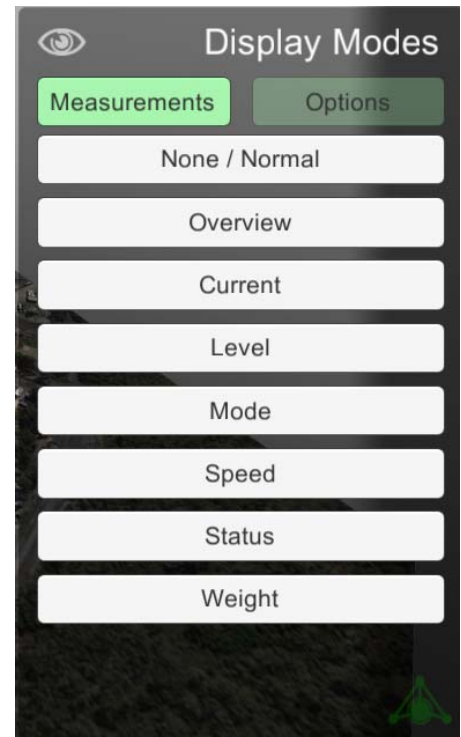 Display Modes
Measurements Options
None / Normal
Overview
Current
Level
Mode
Speed
Status
Weight